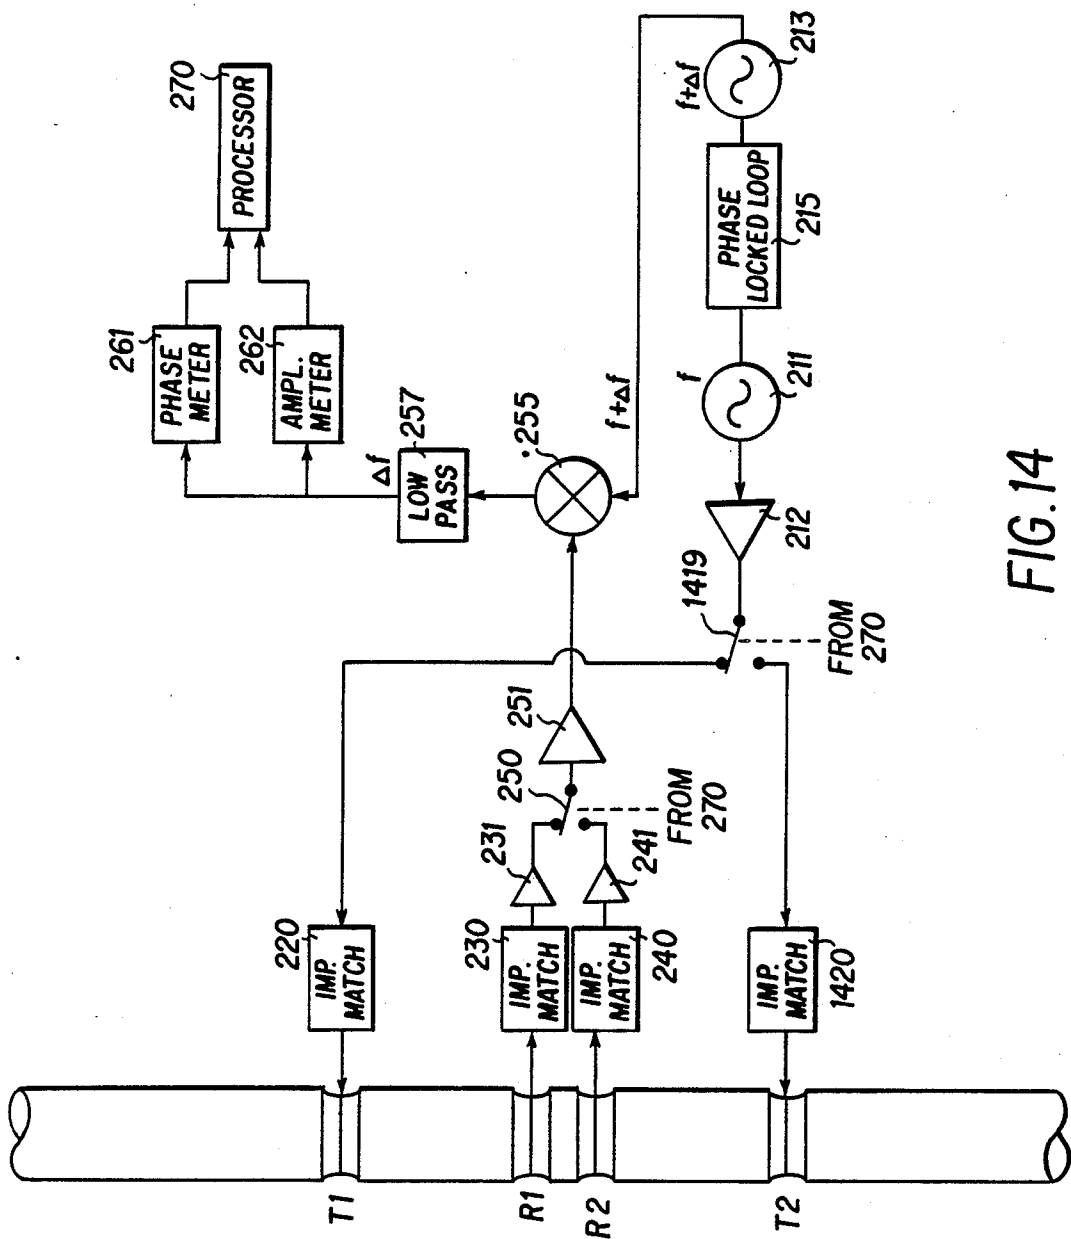 T1
R1
R2
T2
220
IMP.
MATCH
230
IMP.
MATCH
IMP.
MATCH
240
IMP.
MATCH
1420
231
241
250
FROM
270
251
1419
FROM
270
212
f
211
PHASE
LOCKED LOOP
215
f+Δf
213
f+Δf
255
LOW
PASS
257
Δf
261
PHASE
METER
262
AMPL.
METER
270
PROCESSOR
FIG. 14